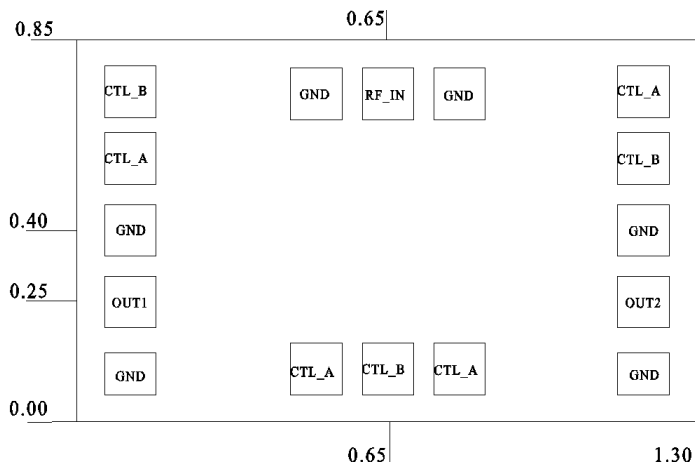 0.65
0.85
CTL_B GND RF_IN GND CTL_A
CTL_A CTL_B
0.40 GND GND
0.25 OUT1 OUT2
CTL_A CTL_B CTL_A
GND GND
0.00
0.65 1.30